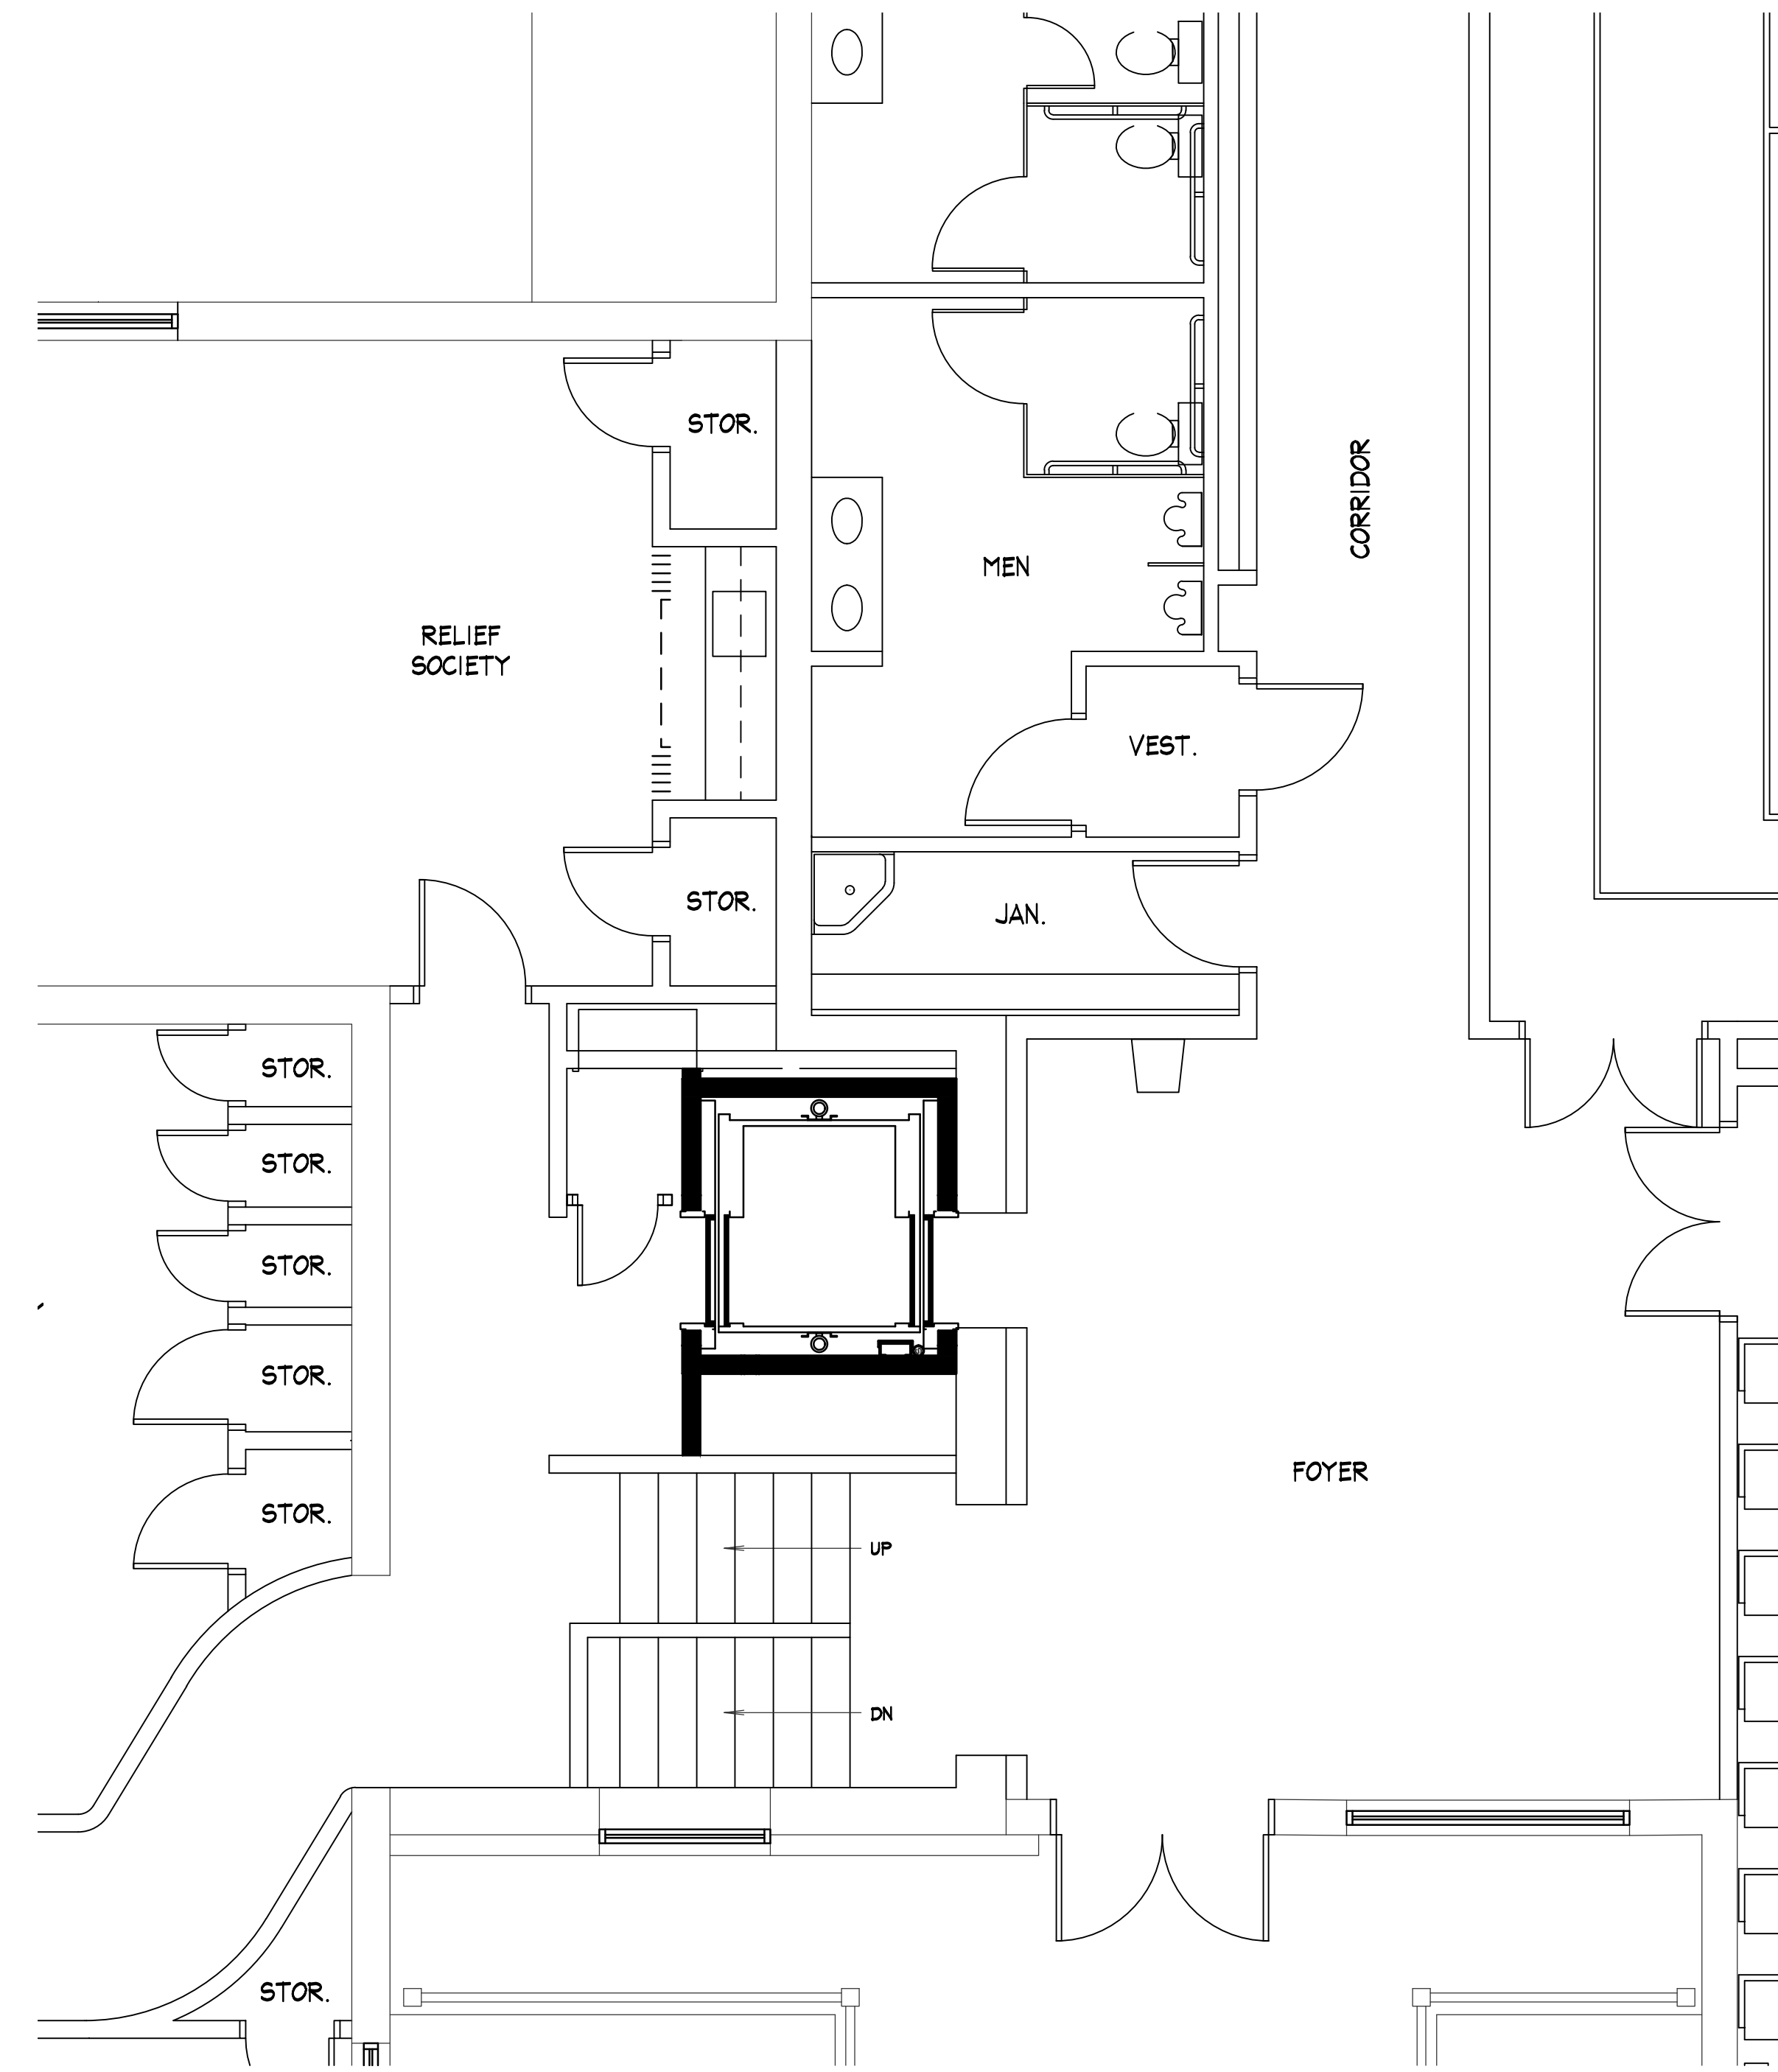 STOR.
CORRIDOR
MEN
RELIEF
SOCIETY
VEST.
STOR.
JAN.
STOR.
STOR.
STOR.
STOR.
STOR.
FOYER
UP
DN
STOR.